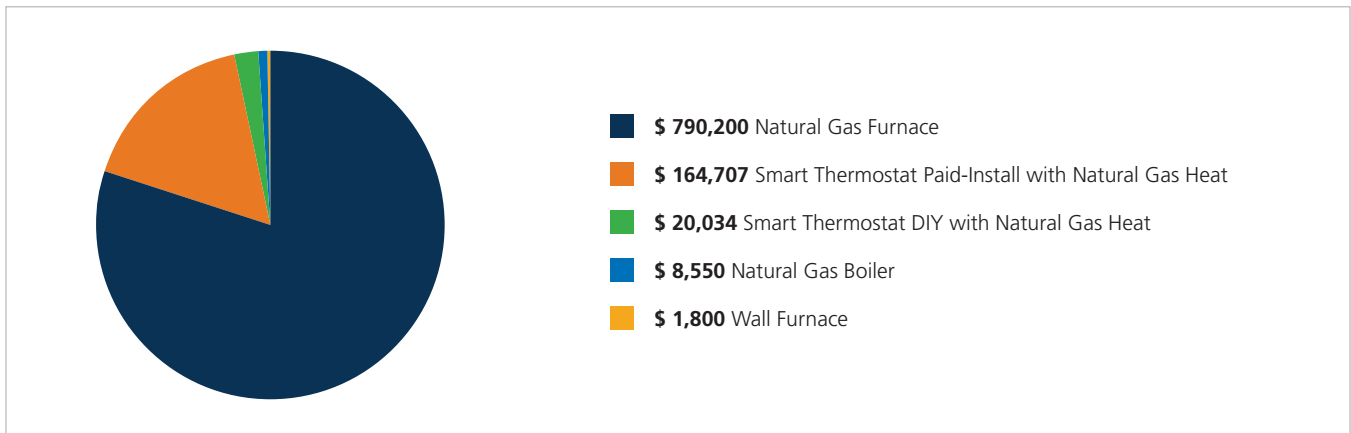 $ 790,200 Natural Gas Furnace
$ 164,707 Smart Thermostat Paid-Install with Natural Gas Heat
$ 20,034 Smart Thermostat DIY with Natural Gas Heat
$ 8,550 Natural Gas Boiler
$ 1,800 Wall Furnace